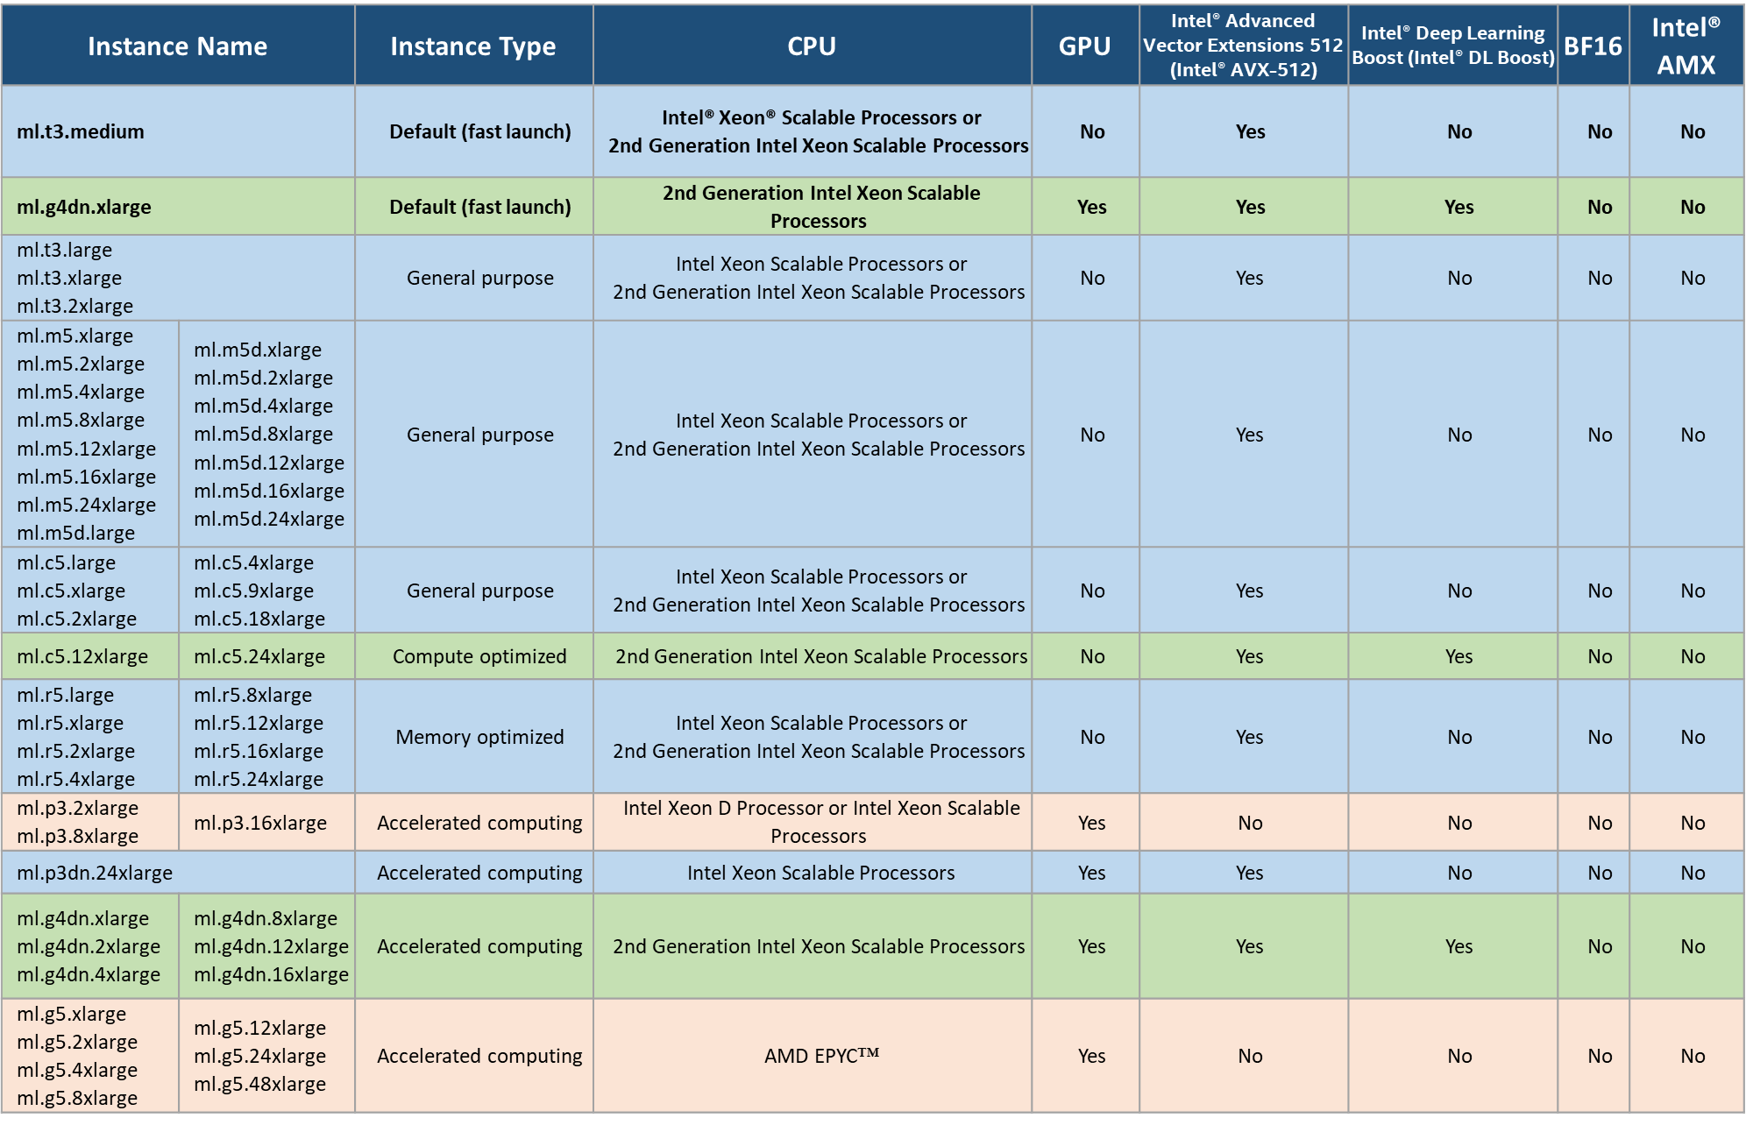 Instance Name
Instance Type
CPU
GPU
Intel® Advanced
Vector Extensions 512
(Intel® AVX-512)
Intel® Deep Learning
Boost (Intel® DL Boost)
BF16
Intel®
AMX
ml.t3.medium
Default (fast launch)
Intel® Xeon® Scalable Processors or
2nd Generation Intel Xeon Scalable Processors
No
Yes
No
No
No
ml.g4dn.xlarge
Default (fast launch)
2nd Generation Intel Xeon Scalable
Processors
Yes
Yes
Yes
No
No
ml.t3.large
ml.t3.xlarge
ml.t3.2xlarge
General purpose
Intel Xeon Scalable Processors or
2nd Generation Intel Xeon Scalable Processors
No
Yes
No
No
No
ml.m5.xlarge
ml.m5.2xlarge
ml.m5.4xlarge
ml.m5.8xlarge
ml.m5.12xlarge
ml.m5.16xlarge
ml.m5.24xlarge
ml.m5d.large
ml.m5d.xlarge
ml.m5d.2xlarge
ml.m5d.4xlarge
ml.m5d.8xlarge
ml.m5d.12xlarge
ml.m5d.16xlarge
ml.m5d.24xlarge
General purpose
Intel Xeon Scalable Processors or
2nd Generation Intel Xeon Scalable Processors
No
Yes
No
No
No
ml.c5.large
ml.c5.xlarge
ml.c5.2xlarge
ml.c5.4xlarge
ml.c5.9xlarge
ml.c5.18xlarge
General purpose
Intel Xeon Scalable Processors or
2nd Generation Intel Xeon Scalable Processors
No
Yes
No
No
No
ml.c5.12xlarge
ml.c5.24xlarge
Compute optimized
2nd Generation Intel Xeon Scalable Processors
No
Yes
Yes
No
No
ml.r5.large
ml.r5.xlarge
ml.r5.2xlarge
ml.r5.4xlarge
ml.r5.8xlarge
ml.r5.12xlarge
ml.r5.16xlarge
ml.r5.24xlarge
Memory optimized
Intel Xeon Scalable Processors or
2nd Generation Intel Xeon Scalable Processors
No
Yes
No
No
No
ml.p3.2xlarge
ml.p3.8xlarge
ml.p3.16xlarge
Accelerated computing
Intel Xeon D Processor or Intel Xeon Scalable
Processors
Yes
No
No
No
No
ml.p3dn.24xlarge
Accelerated computing
Intel Xeon Scalable Processors
Yes
Yes
No
No
No
ml.g4dn.xlarge
ml.g4dn.2xlarge
ml.g4dn.4xlarge
ml.g4dn.8xlarge
ml.g4dn.12xlarge
ml.g4dn.16xlarge
Accelerated computing
2nd Generation Intel Xeon Scalable Processors
Yes
Yes
Yes
No
No
ml.g5.xlarge
ml.g5.2xlarge
ml.g5.4xlarge
ml.g5.8xlarge
ml.g5.12xlarge
ml.g5.24xlarge
ml.g5.48xlarge
Accelerated computing
AMD EPYC™
Yes
No
No
No
No